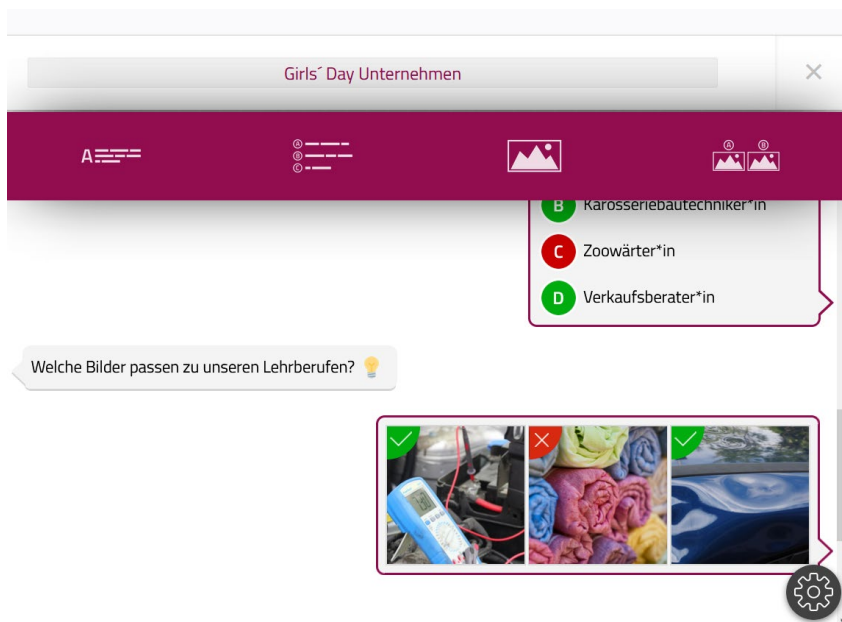 Girls´ Day Unternehmen
A
A
B
C
A B
B Karosseriebautechniker*in
C Zoowärter*in
D Verkaufsberater*in
Welche Bilder passen zu unseren Lehrberufen?